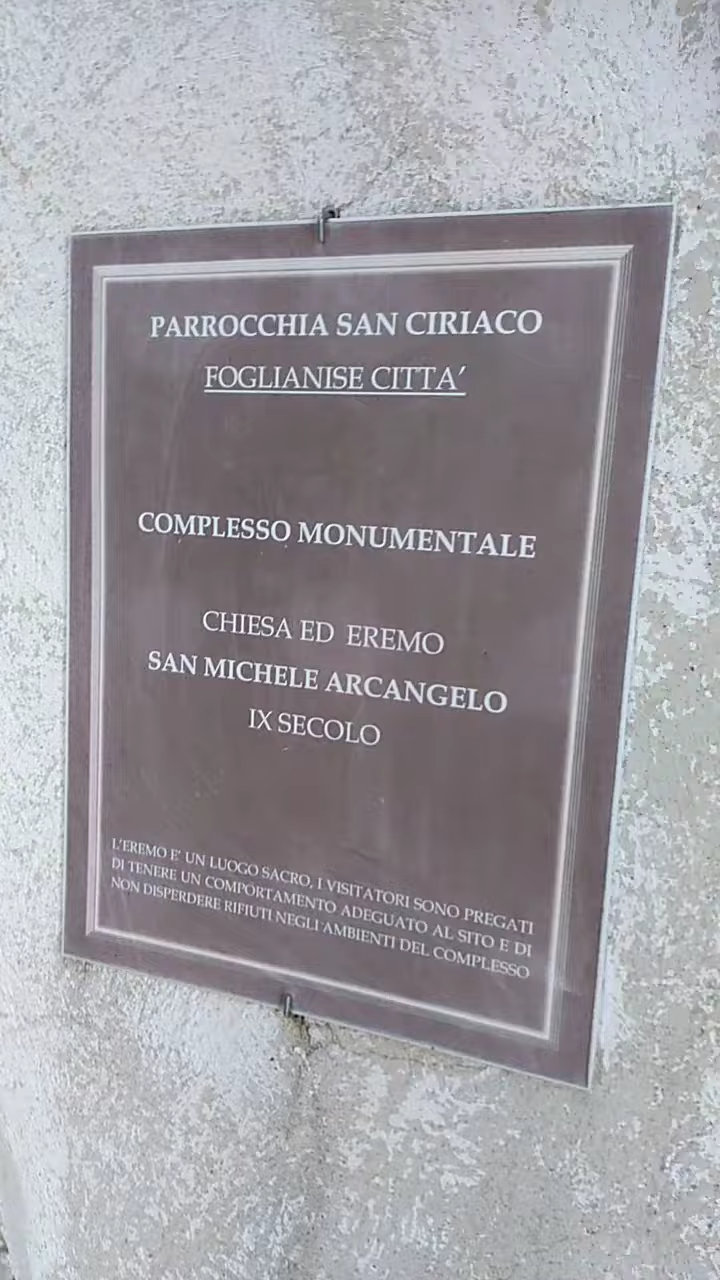 PARROCCHIA SAN CIRIACO
FOGLIANISE CITTA'
COMPLESSO MONUMENTALE
CHIESA ED EREMO
SAN MICHELE ARCANGELO
IX SECOLO
L'EREMO E' UN LUOGO SACRO, I VISITATORI SONO PREGATI
DI TENERE UN COMPORTAMENTO ADEGUATO AL SITO E DI
NON DISPERDERE RIFIUTI NEGLI AMBIENTI DEL COMPLESSO